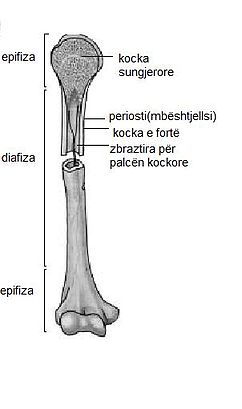 epifiza
kocka
sungjerore
periosti(mbështjellsi)
kocka e fortë
zbraztira për
palcën kockore
diafiza
epifiza